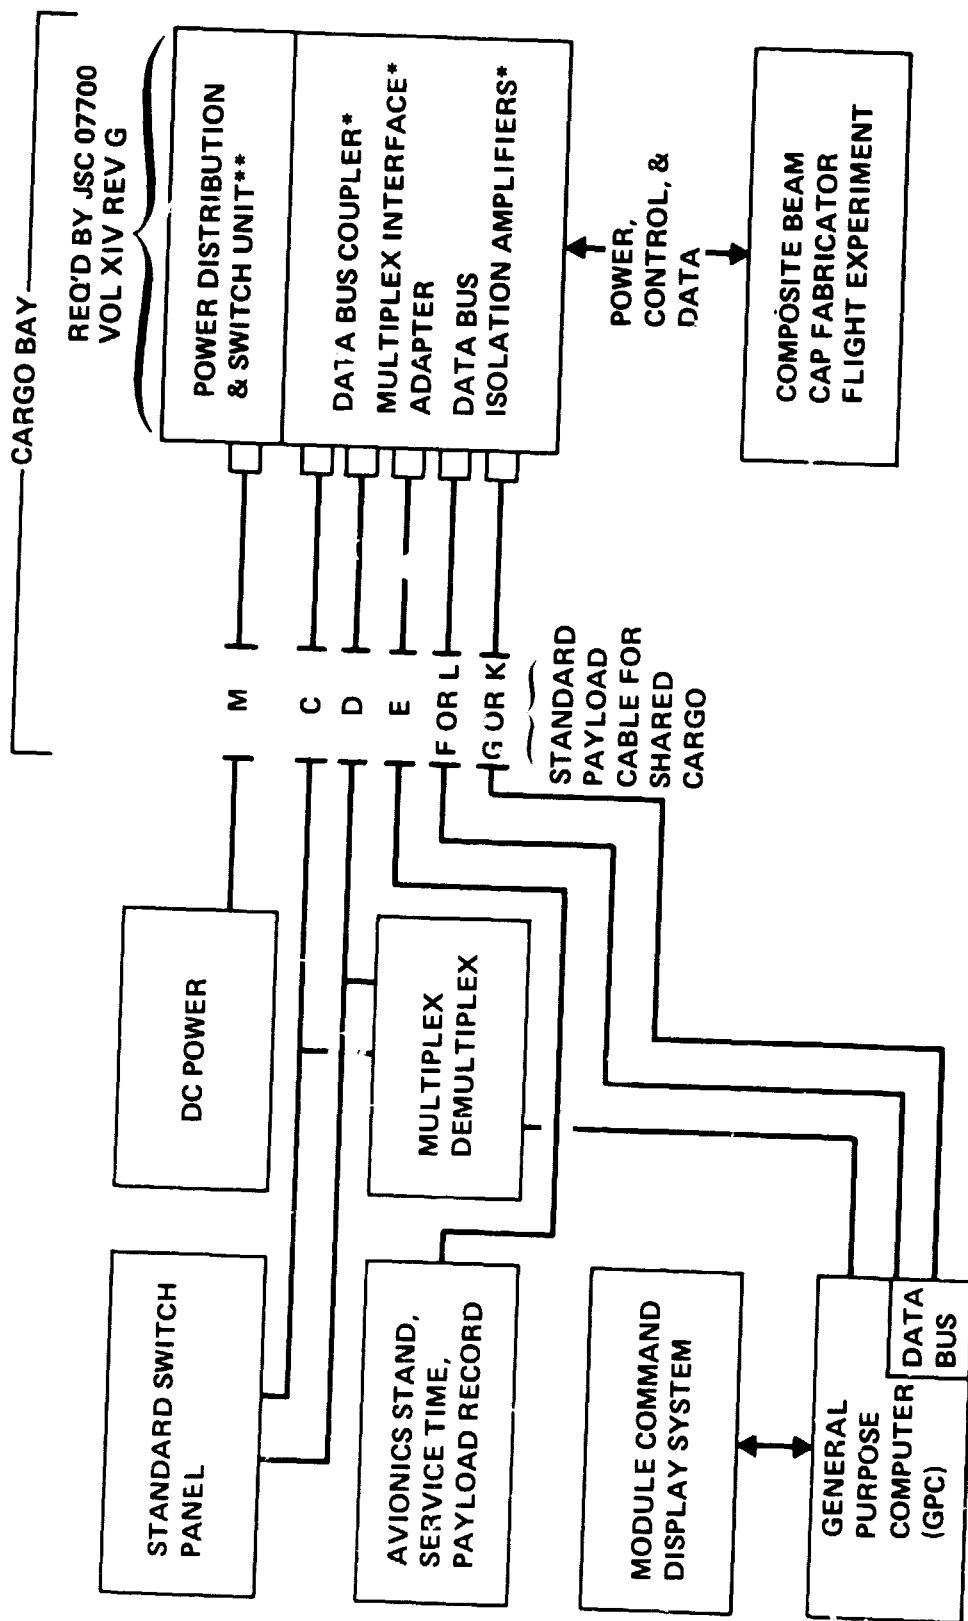 CARGO BAY
REQ'D BY JSC 07700
VOL XIV REV G
STANDARD SWITCH
PANEL
DC POWER
M
C
D
E
F OR L
G OR K
POWER DISTRIBUTION
& SWITCH UNIT**
DATA BUS COUPLER*
MULTIPLEX INTERFACE*
ADAPTER
DATA BUS
ISOLATION AMPLIFIERS*
AVIONICS STAND,
SERVICE TIME,
PAYLOAD RECORD
MULTIPLEX
DEMULTIPLEX
STANDARD
PAYLOAD
CABLE FOR
SHARED
CARGO
POWER,
CONTROL, &
DATA
MODULE COMMAND
DISPLAY SYSTEM
GENERAL
PURPOSE
COMPUTER
(GPC)
DATA
BUS
COMPOSITE BEAM
CAP FABRICATOR
FLIGHT EXPERIMENT